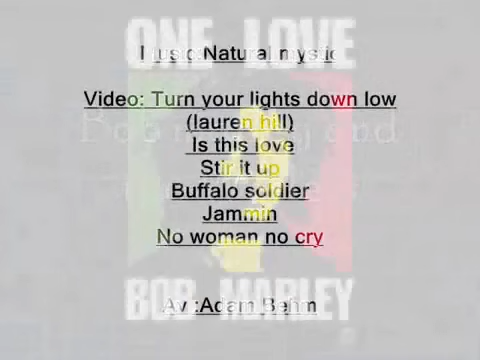 ONE LOVE
Music:Natural mystic
Video: Turn your lights down low
(lauren hill)
Is this love
Stir it up
Buffalo soldier
Jammin
No woman no cry
BOB MARLEY
Av :Adam Behm